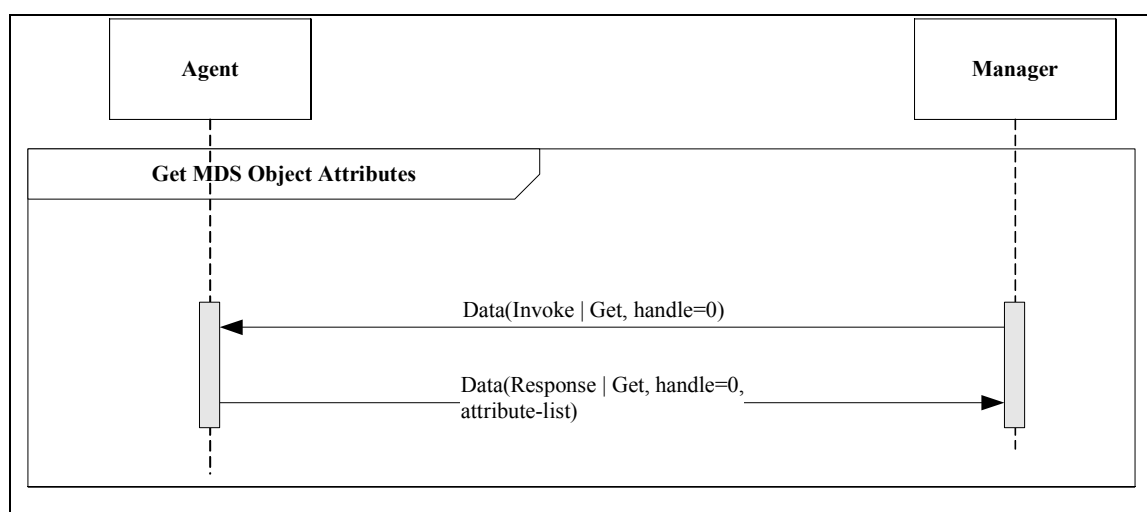 Agent
Manager
Get MDS Object Attributes
Data(Invoke | Get, handle=0)
Data(Response | Get, handle=0,
attribute-list)